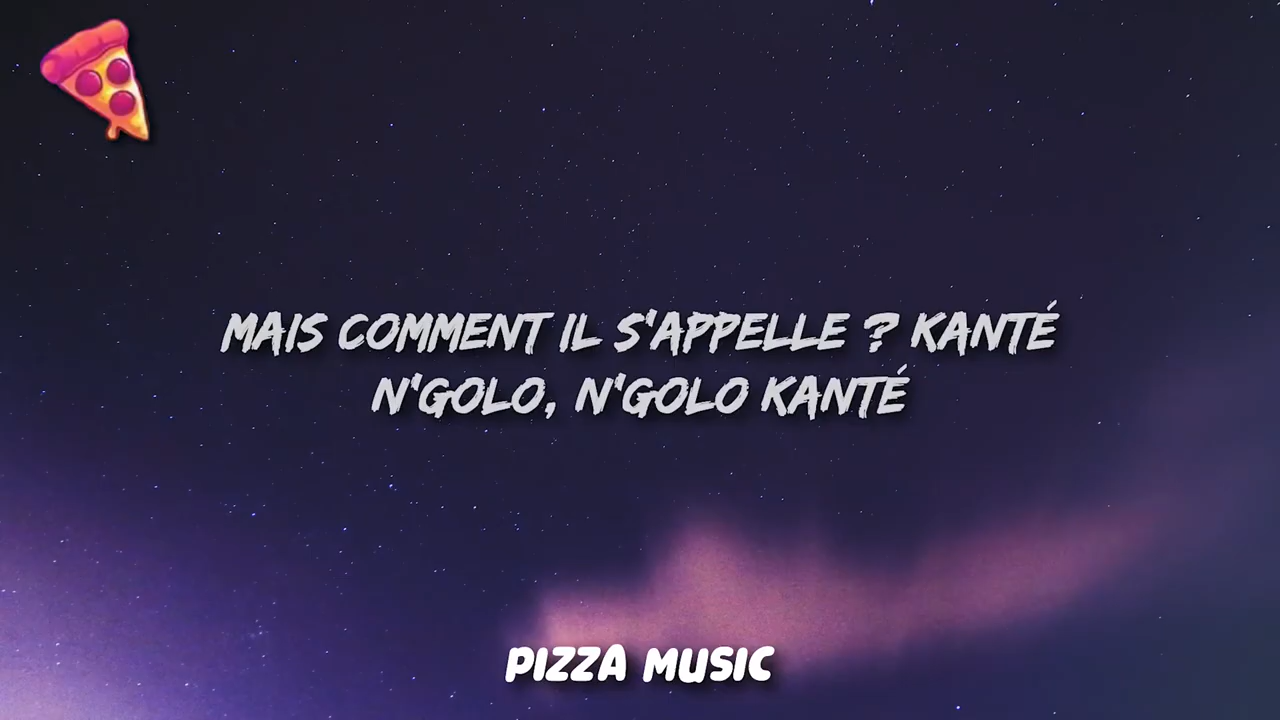 MAIS COMMENT IL S'APPELLE ? KANTÉ
N'GOLO, N'GOLO KANTÉ
PIZZA MUSIC